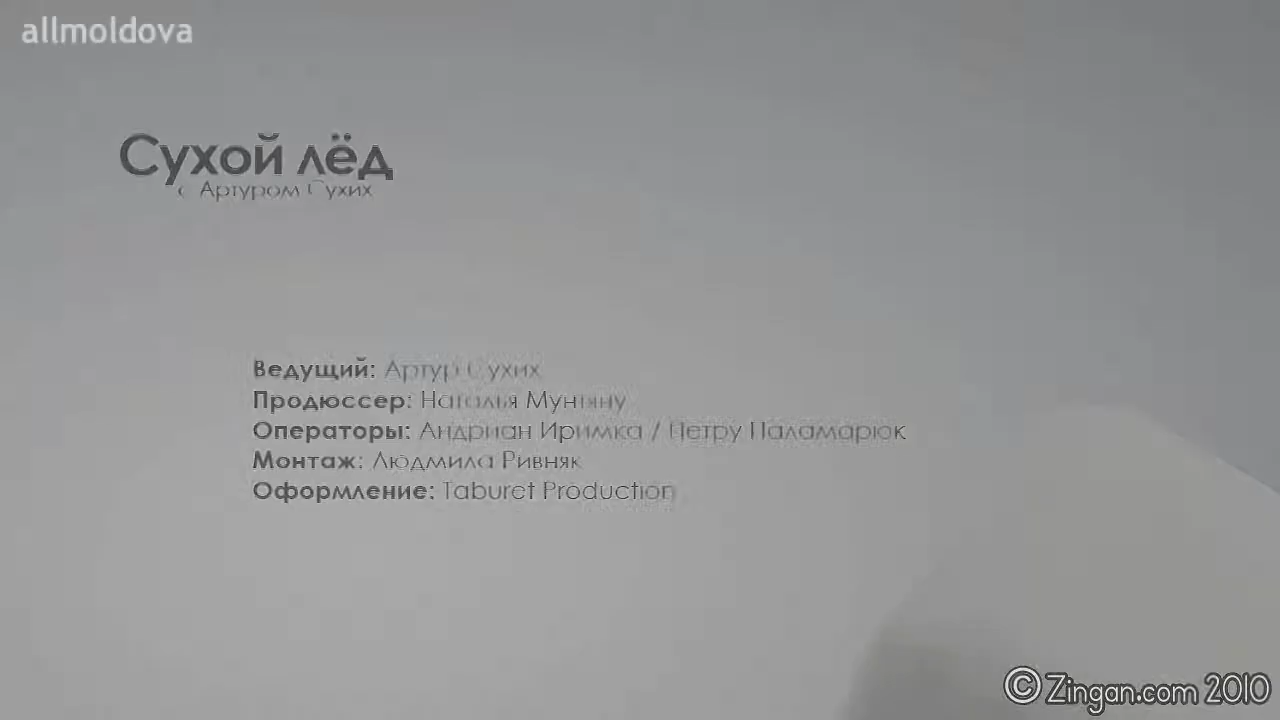 allmoldova
Сухой лёд
с Артуром Сухих
Ведущий: Артур Сухих
Продюссер: Наталья Мунтяну
Операторы: Андриан Иримка / Петру Паламарюк
Монтаж: Людмила Ривняк
Оформление: Taburet Production
© Zingan.com 2010